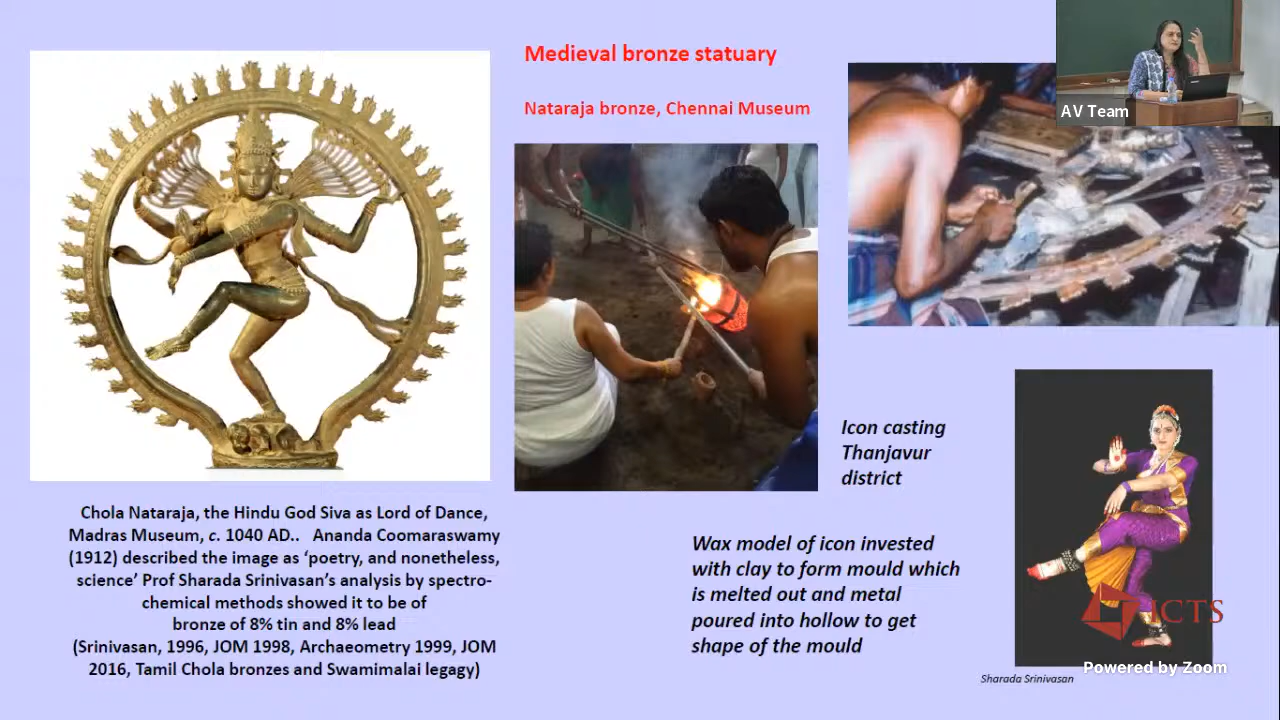 Medieval bronze statuary
Nataraja bronze, Chennai Museum
AV Team
Chola Nataraja, the Hindu God Siva as Lord of Dance,
Madras Museum, c. 1040 AD.. Ananda Coomaraswamy
(1912) described the image as ‘poetry, and nonetheless,
science’ Prof Sharada Srinivasan’s analysis by spectro-
chemical methods showed it to be of
bronze of 8% tin and 8% lead
(Srinivasan, 1996, JOM 1998, Archaeometry 1999, JOM
2016, Tamil Chola bronzes and Swamimalai legagy)
Icon casting
Thanjavur
district
Wax model of icon invested
with clay to form mould which
is melted out and metal
poured into hollow to get
shape of the mould
ICTS
Powered by Zoom
Sharada Srinivasan